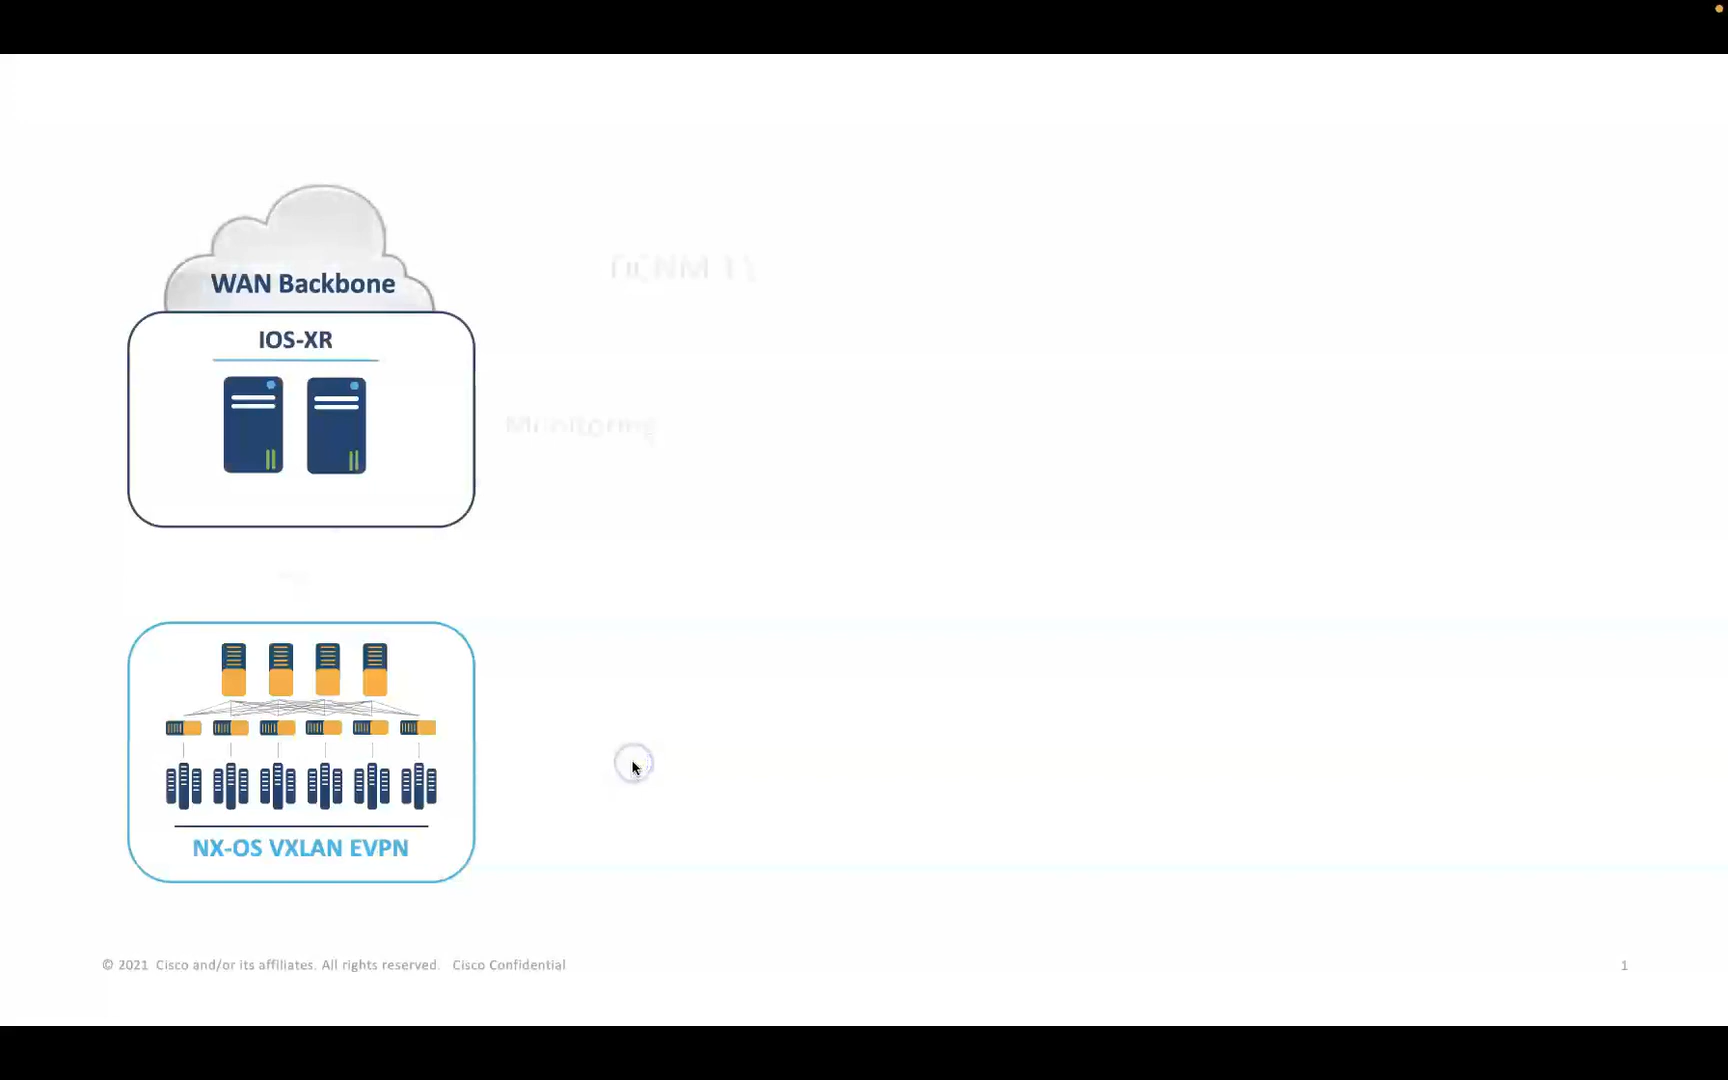 WAN Backbone
IOS-XR
Monitoring
NX-OS VXLAN EVPN
© 2021 Cisco and/or its affiliates. All rights reserved. Cisco Confidential
1